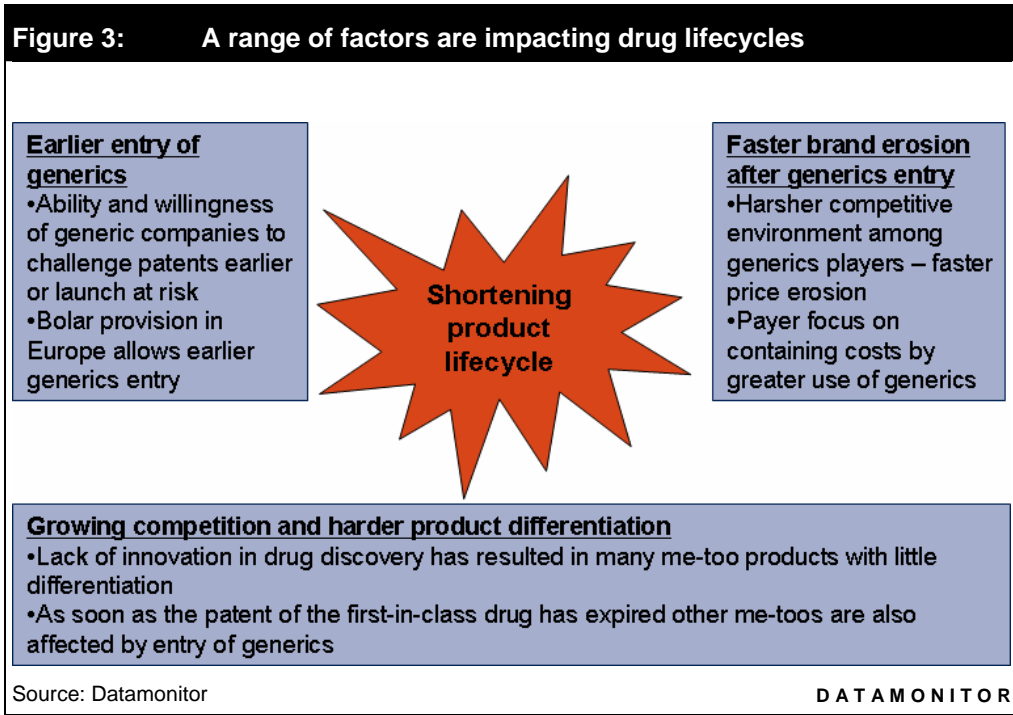 Figure 3: A range of factors are impacting drug lifecycles
Earlier entry of
generics
•Ability and willingness
of generic companies to
challenge patents earlier
or launch at risk
•Bolar provision in
Europe allows earlier
generics entry
Shortening
product
lifecycle
Faster brand erosion
after generics entry
•Harsher competitive
environment among
generics players – faster
price erosion
•Payer focus on
containing costs by
greater use of generics
Growing competition and harder product differentiation
•Lack of innovation in drug discovery has resulted in many me-too products with little
differentiation
•As soon as the patent of the first-in-class drug has expired other me-toos are also
affected by entry of generics
Source: Datamonitor
DATAMONITOR